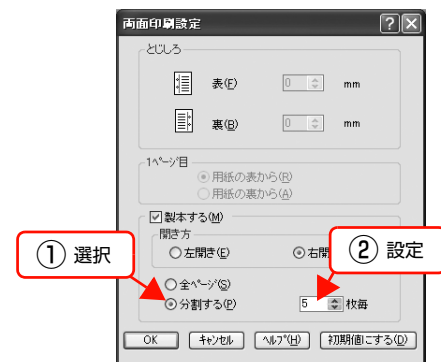 両面印刷設定
とじしろ
表(F) 0 mm
裏(B) 0 mm
1ページ目
用紙の表から(R)
用紙の裏から(A)
製本する(M)
開き方
左開き(E) 右開
① 選択 ② 設定
全ページ(S)
分割する(P) 5 枚毎
OK キャンセル ヘルプ(H) 初期値にする(D)